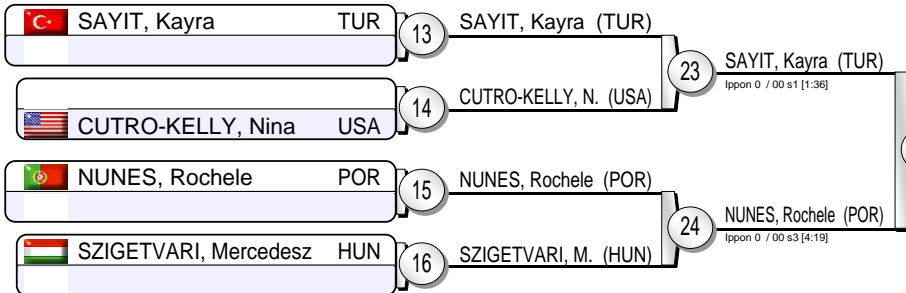 SAYIT, Kayra TUR
13
SAYIT, Kayra (TUR)
23
SAYIT, Kayra (TUR)
Ippon 0 / 00 s1 [1:36]
14
CUTRO-KELLY, N. (USA)
CUTRO-KELLY, Nina USA
NUNES, Rochele POR
15
NUNES, Rochele (POR)
24
NUNES, Rochele (POR)
Ippon 0 / 00 s3 [4:19]
SZIGETVARI, Mercedesz HUN
16
SZIGETVARI, M. (HUN)